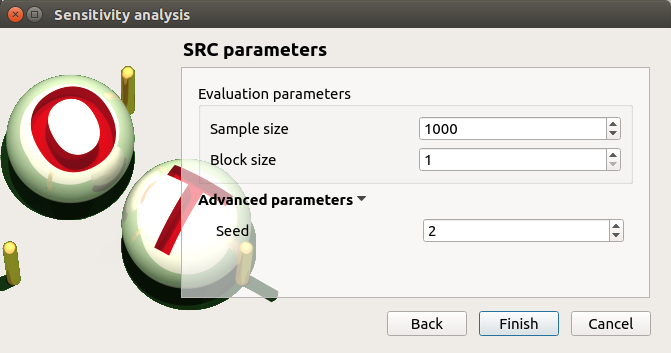 Sensitivity analysis
SRC parameters
Evaluation parameters
Sample size 1000
Block size 1
Advanced parameters
Seed 2
Back Finish Cancel